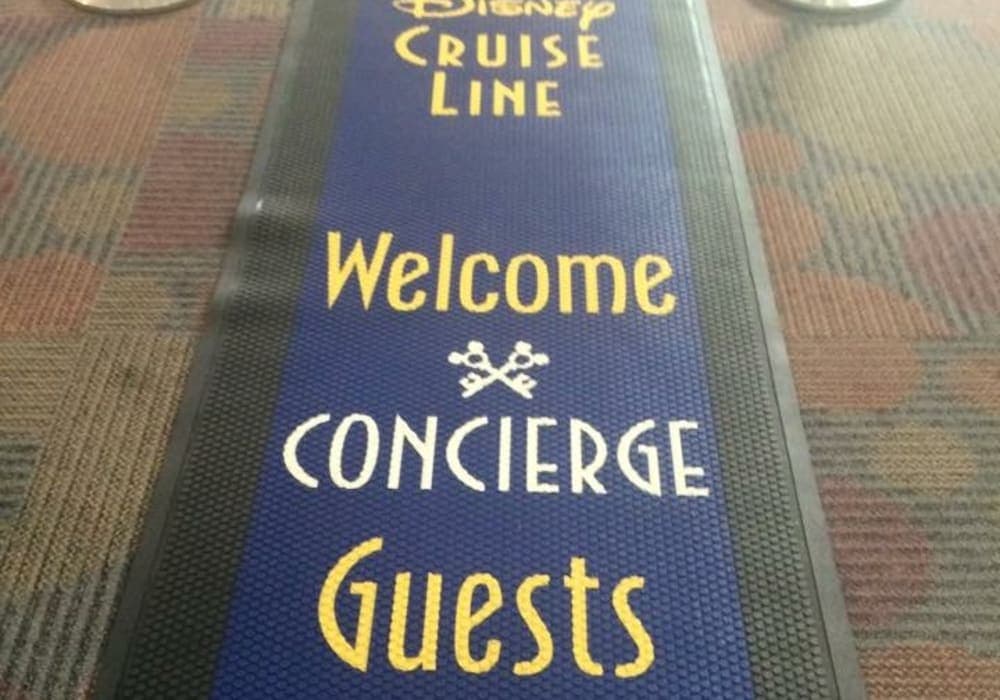 Disney
CRUISE
LINE
Welcome
CONCIERGE
Guests